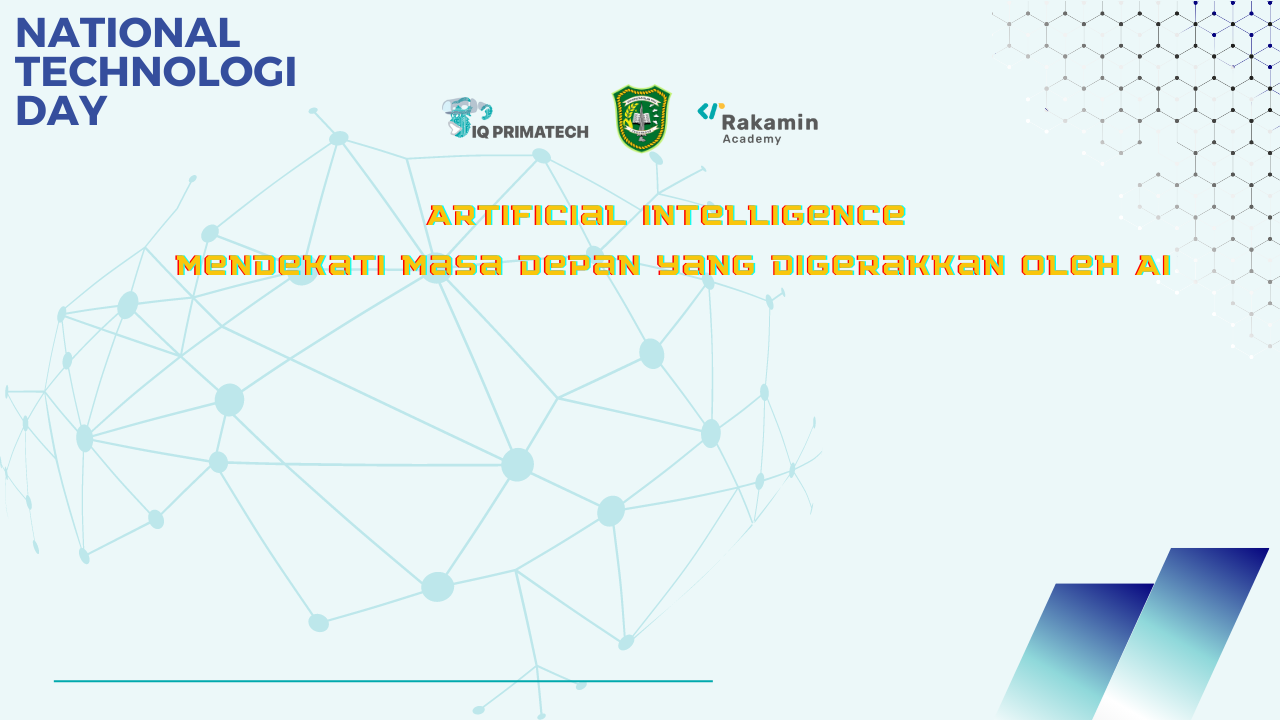 NATIONAL
TECHNOLOGI
DAY
IQ PRIMATECH
Rakamin
Academy
ARTIFICIAL INTELLIGENCE
MENDEKATI MASA DEPAN YANG DIGERAKKAN OLEH AI